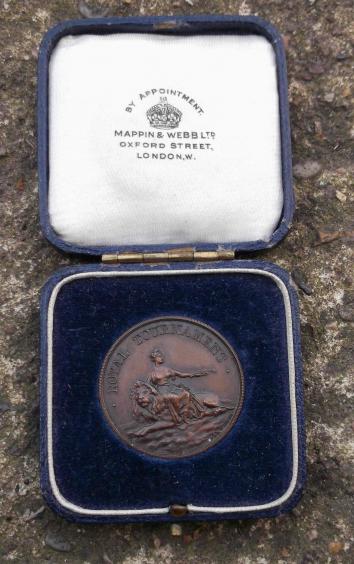 BY APPOINTMENT.
MAPPIN & WEBB LTD
OXFORD STREET,
LONDON, W.
· ROYAL TOURNAMENT ·